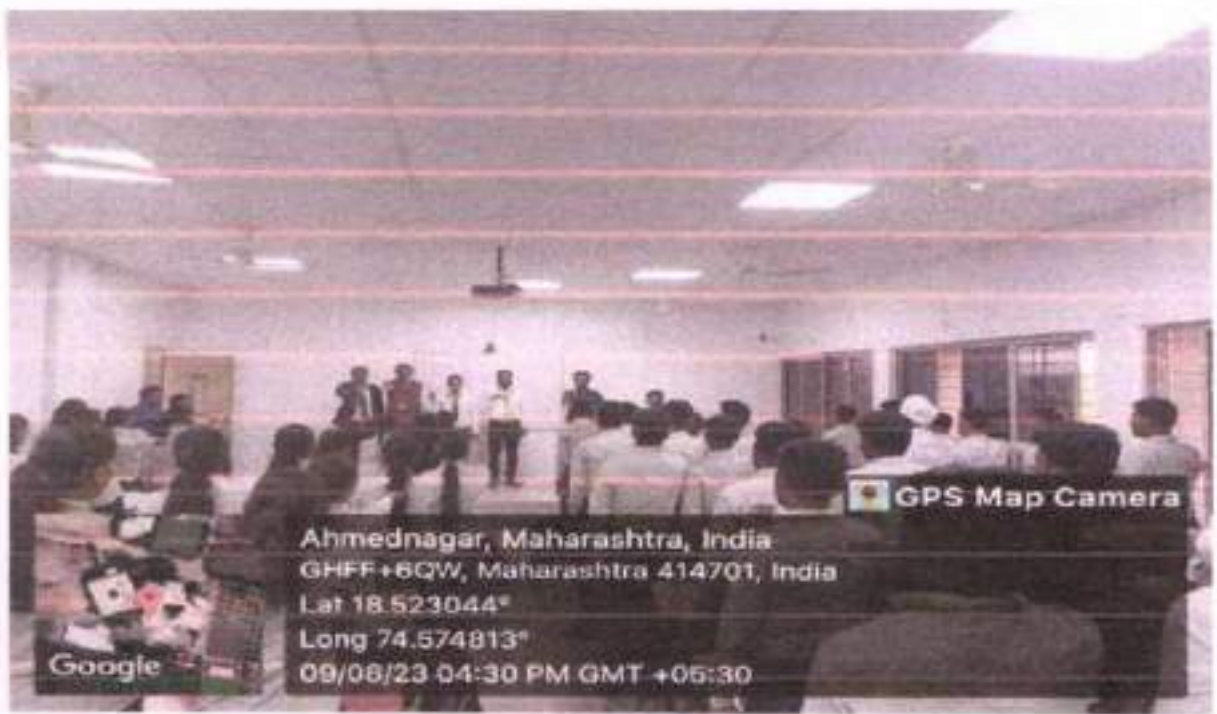 GPS Map Camera
Ahmednagar, Maharashtra, India
GHFF+6QW, Maharashtra 414701, India
Lat 18.523044°
Long 74.574813°
09/08/23 04:30 PM GMT +05:30
Google